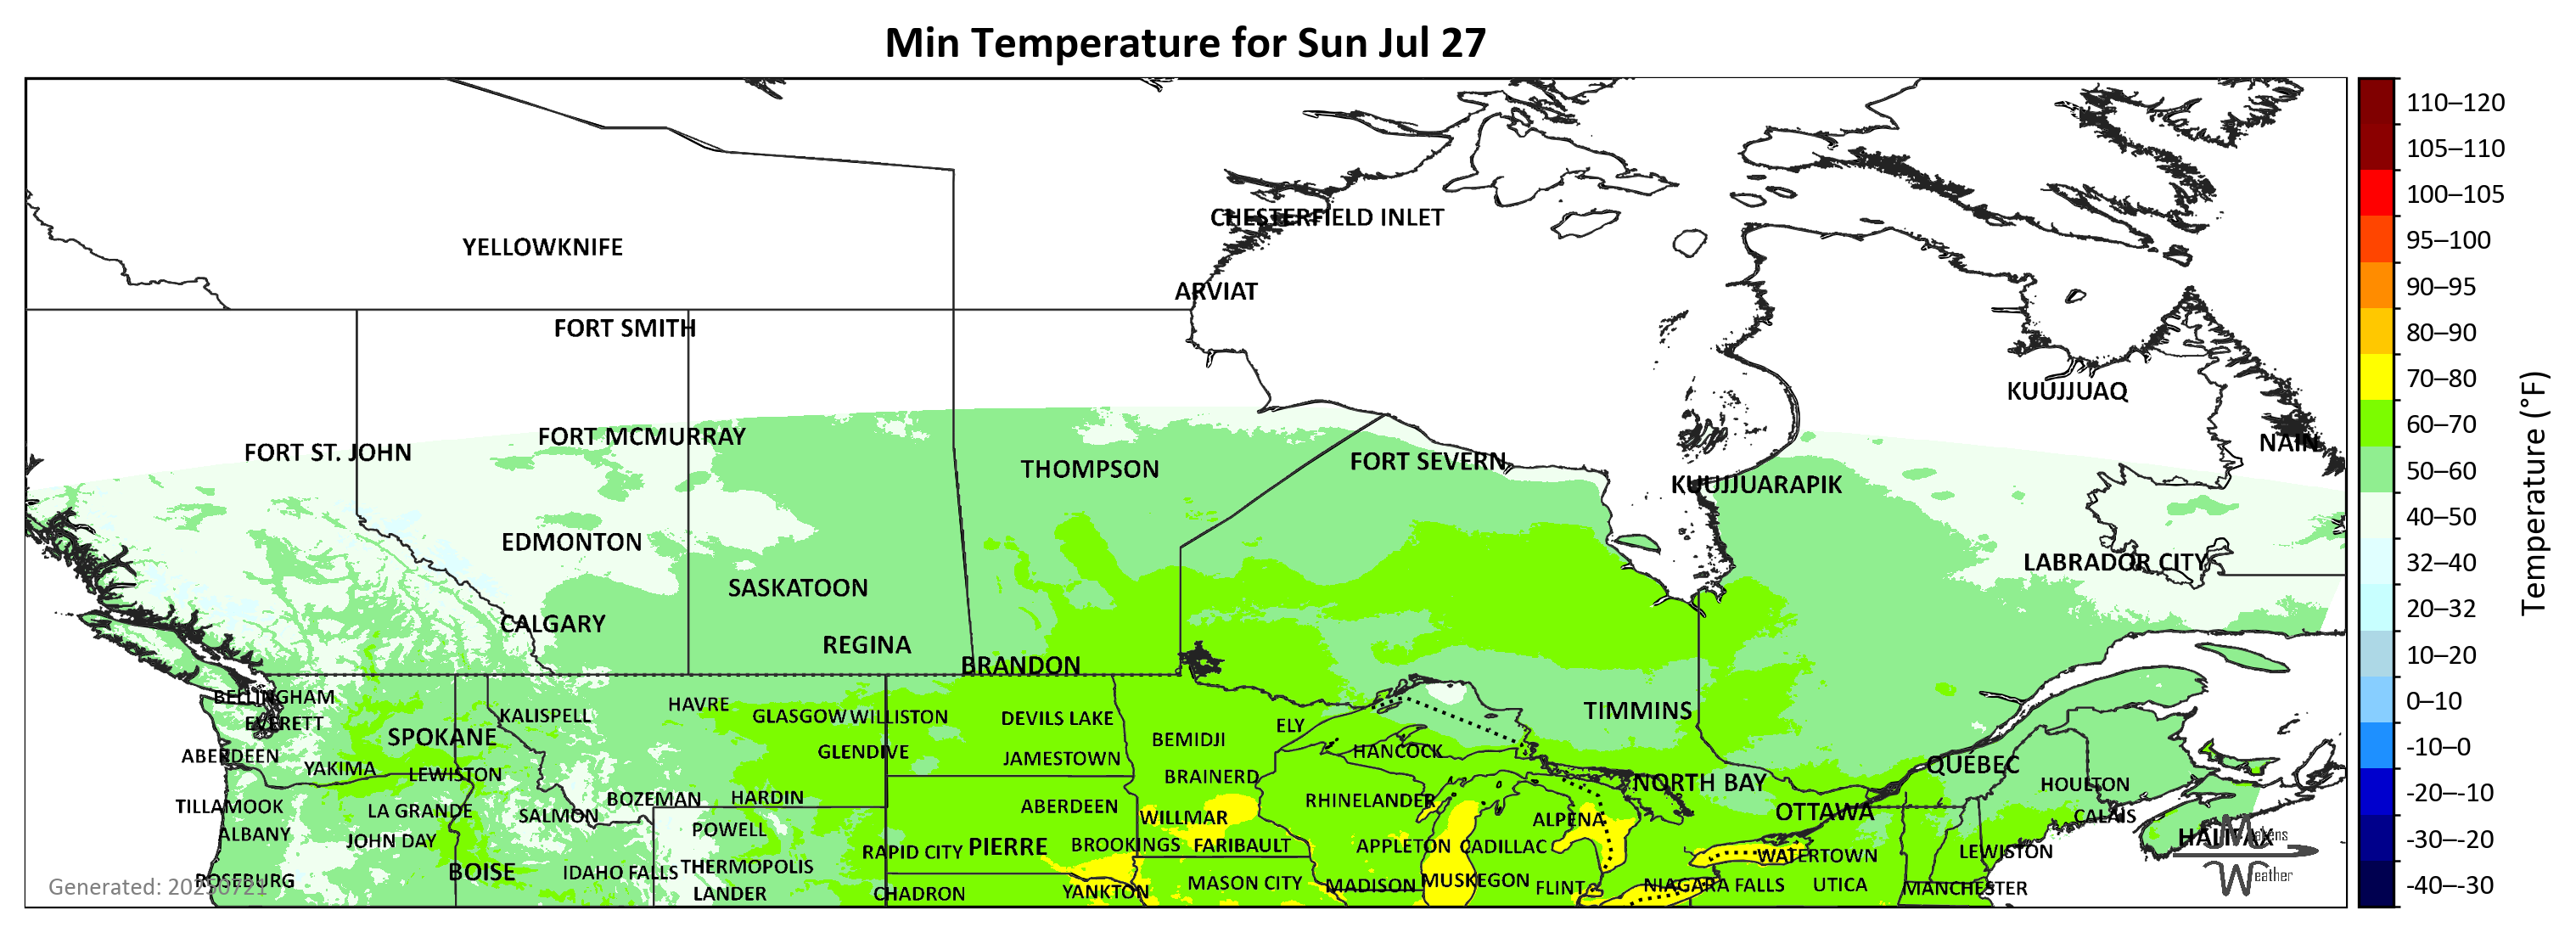 Min Temperature for Sun Jul 27
110–120
105–110
CHESTERFIELD INLET
100–105
YELLOWKNIFE
95–100
ARVIAT
90–95
FORT SMITH
80–90
KUUJJUAQ
70–80
FORT MCMURRAY
60–70
FORT ST. JOHN
NAIN
THOMPSON
FORT SEVERN
50–60
KUUJJUARAPIK
40–50
EDMONTON
LABRADOR CITY
32–40
Temperature (°F)
SASKATOON
20–32
CALGARY
REGINA
BRANDON
10–20
BELLINGHAM
HAVRE
0–10
KALISPELL
GLASGOW
WILLISTON
DEVILS LAKE
TIMMINS
EVERETT
ELY
SPOKANE
BEMIDJI
-10–0
ABERDEEN
GLENDIVE
JAMESTOWN
HANCOCK
QUÉBEC
YAKIMA
LEWISTON
BRAINERD
NORTH BAY
HOULTON
-20–-10
TILLAMOOK
BOZEMAN
HARDIN
ABERDEEN
RHINELANDER
LA GRANDE
SALMON
WILLMAR
ALPENA
OTTAWA
CALAIS
ALBANY
POWELL
JOHN DAY
PIERRE
BROOKINGS
FARIBAULT
APPLETON
CADILLAC
HALIFAX
Makens
Weather
-30–-20
RAPID CITY
WATERTOWN
LEWISTON
BOISE
IDAHO FALLS
THERMOPOLIS
ROSEBURG
Generated: 20250721
LANDER
CHADRON
YANKTON
MASON CITY
MADISON
MUSKEGON
FLINT
NIAGARA FALLS
UTICA
MANCHESTER
-40–-30